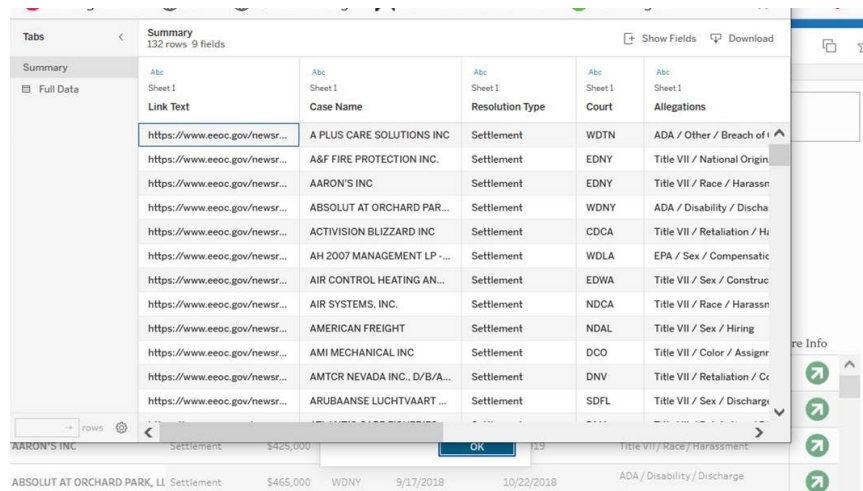 Tabs
Summary
132 rows 9 fields
Show Fields Download
Summary
Full Data
Abc Abc Abc Abc Abc
Sheet 1 Sheet 1 Sheet 1 Sheet 1 Sheet 1
Link Text Case Name Resolution Type Court Allegations
https://www.eeoc.gov/newsr... A PLUS CARE SOLUTIONS INC Settlement WDTN ADA / Other / Breach of
https://www.eeoc.gov/newsr... A&F FIRE PROTECTION INC. Settlement EDNY Title VII / National Origin
https://www.eeoc.gov/newsr... AARON'S INC Settlement EDNY Title VII / Race / Harassn
https://www.eeoc.gov/newsr... ABSOLUT AT ORCHARD PAR... Settlement WDNY ADA / Disability / Discha
https://www.eeoc.gov/newsr... ACTIVISION BLIZZARD INC Settlement CDCA Title VII / Retaliation / Ha
https://www.eeoc.gov/newsr... AH 2007 MANAGEMENT LP -... Settlement WDLA EPA / Sex / Compensatic
https://www.eeoc.gov/newsr... AIR CONTROL HEATING AN... Settlement EDWA Title VII / Sex / Construc
https://www.eeoc.gov/newsr... AIR SYSTEMS, INC. Settlement NDCA Title VII / Race / Harassn
https://www.eeoc.gov/newsr... AMERICAN FREIGHT Settlement NDAL Title VII / Sex / Hiring
https://www.eeoc.gov/newsr... AMI MECHANICAL INC Settlement DCO Title VII / Color / Assignr
https://www.eeoc.gov/newsr... AMTCR NEVADA INC., D/B/A... Settlement DNV Title VII / Retaliation / Co
https://www.eeoc.gov/newsr... ARUBAANSE LUCHTVAART ... Settlement SDFL Title VII / Sex / Discharge
re Info
rows
AARON'S INC Settlement $425,000 OK 19 Title VII / Race / Harassment
ABSOLUT AT ORCHARD PARK, LL Settlement $465,000 WDNY 9/17/2018 10/22/2018 ADA / Disability / Discharge